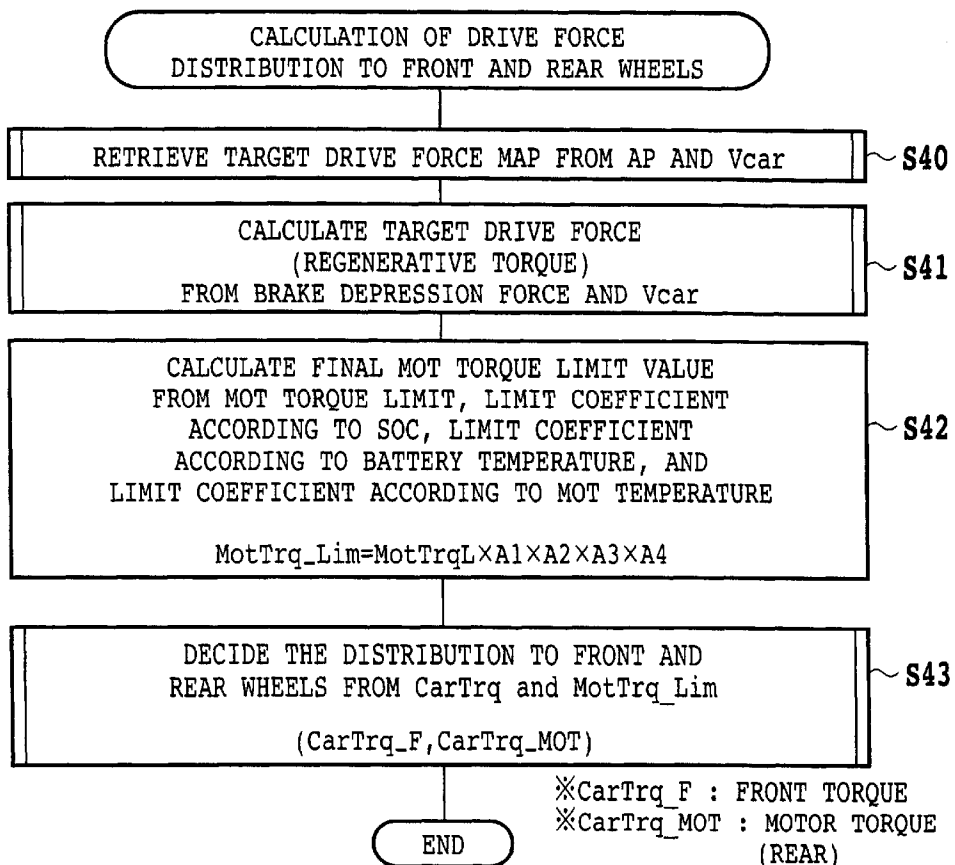 CALCULATION OF DRIVE FORCE
DISTRIBUTION TO FRONT AND REAR WHEELS
RETRIEVE TARGET DRIVE FORCE MAP FROM AP AND Vcar
S40
CALCULATE TARGET DRIVE FORCE
(REGENERATIVE TORQUE)
FROM BRAKE DEPRESSION FORCE AND Vcar
S41
CALCULATE FINAL MOT TORQUE LIMIT VALUE
FROM MOT TORQUE LIMIT, LIMIT COEFFICIENT
ACCORDING TO SOC, LIMIT COEFFICIENT
ACCORDING TO BATTERY TEMPERATURE, AND
LIMIT COEFFICIENT ACCORDING TO MOT TEMPERATURE
MotTrq_Lim=MotTrqL×A1×A2×A3×A4
S42
DECIDE THE DISTRIBUTION TO FRONT AND
REAR WHEELS FROM CarTrq and MotTrq_Lim
(CarTrq_F,CarTrq_MOT)
S43
※CarTrq_F : FRONT TORQUE
※CarTrq_MOT : MOTOR TORQUE
(REAR)
END